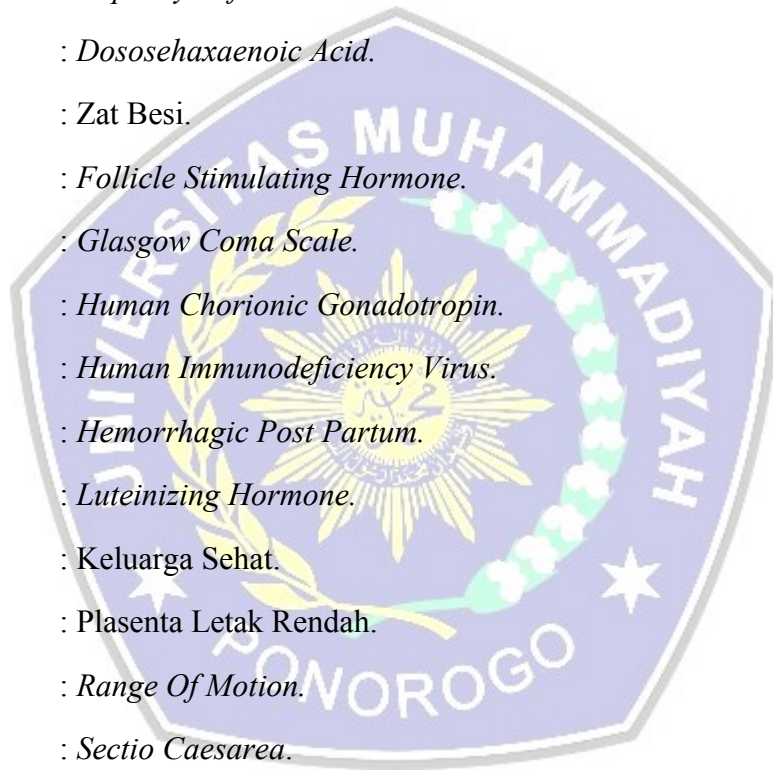 : Dososehaxaenoic Acid.
: Zat Besi.
: Follicle Stimulating Hormone.
: Glasgow Coma Scale.
: Human Chorionic Gonadotropin.
: Human Immunodeficiency Virus.
: Hemorrhagic Post Partum.
: Luteinizing Hormone.
: Keluarga Sehat.
: Plasenta Letak Rendah.
: Range Of Motion.
: Sectio Caesarea.
UNIVERSITAS MUHAMMADIYAH
PONOROGO